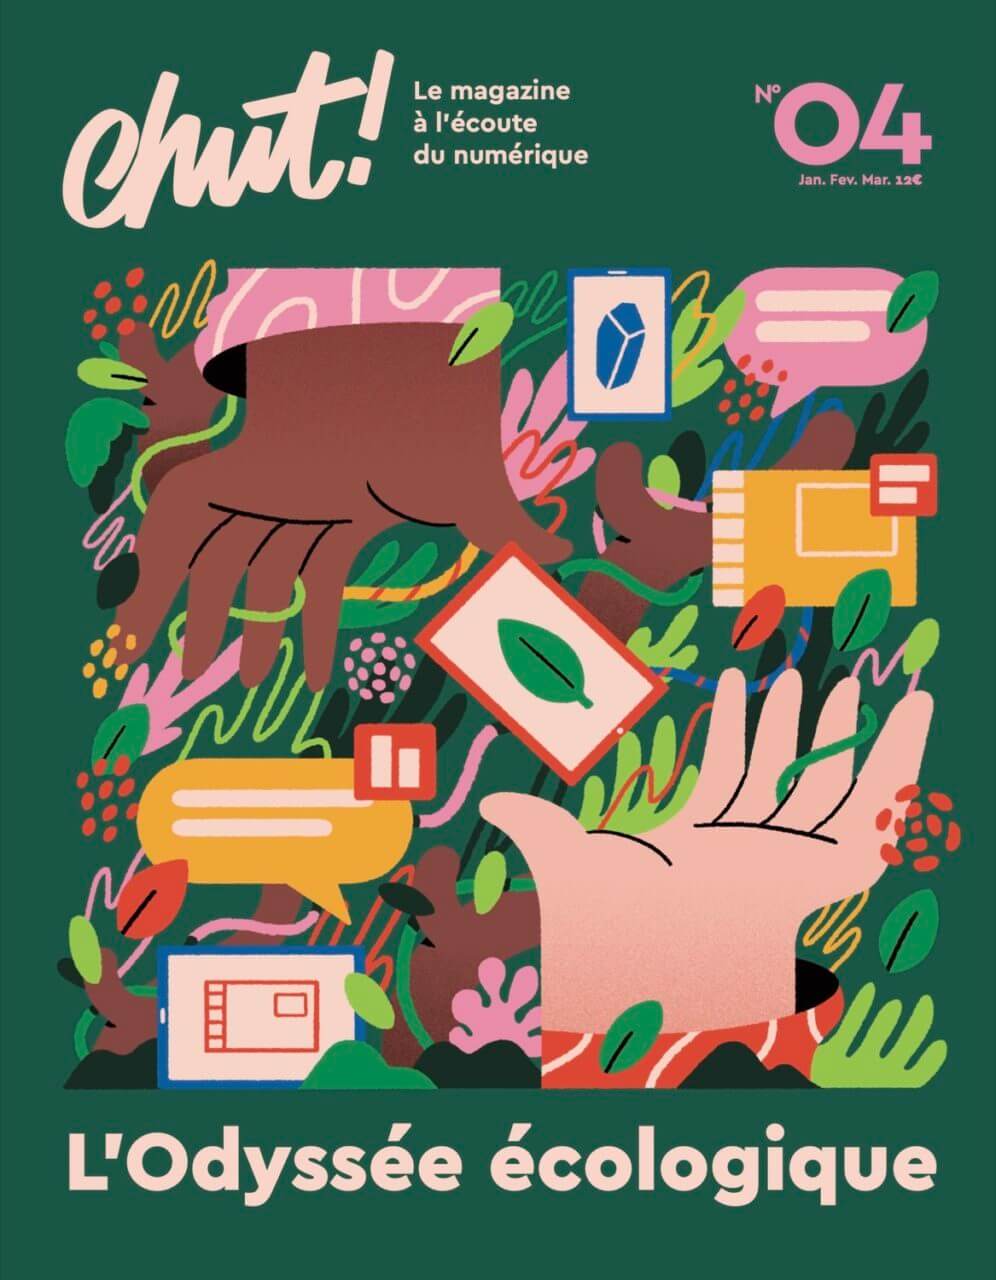 chut!
Le magazine
à l'écoute
du numérique
N° 04
Jan. Fev. Mar. 12€
L'Odyssée écologique